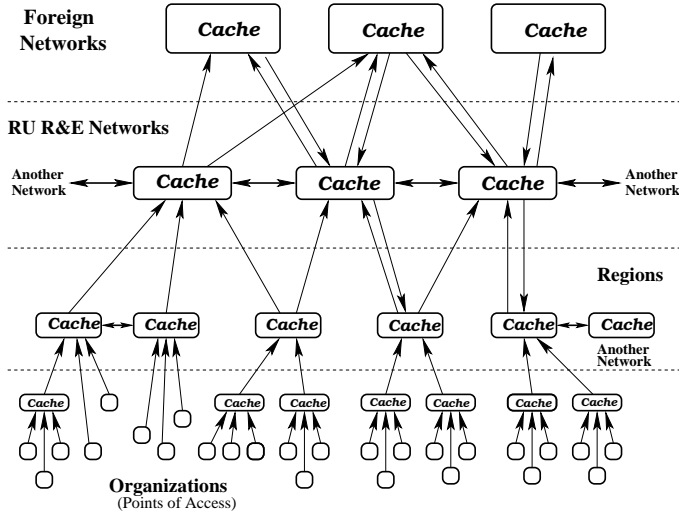 Foreign
Networks
Cache
Cache
Cache
RU R&E Networks
Another
Network
Cache
Cache
Cache
Another
Network
Regions
Cache
Cache
Cache
Cache
Cache
Cache
Another
Network
Cache
Cache
Cache
Cache
Cache
Cache
Cache
Organizations
(Points of Access)